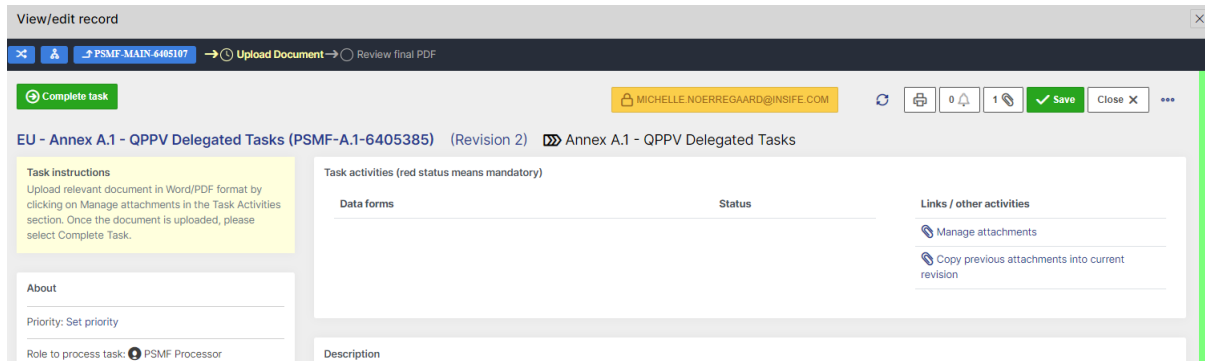 View/edit record
PSMF-MAIN-6405107 Upload Document Review final PDF
Complete task MICHELLE.NOERREGAARD@INSIFE.COM 0 1 Save Close X
EU - Annex A.1 - QPPV Delegated Tasks (PSMF-A.1-6405385) (Revision 2) Annex A.1 - QPPV Delegated Tasks
Task instructions
Upload relevant document in Word/PDF format by
clicking on Manage attachments in the Task Activities
section. Once the document is uploaded, please
select Complete Task.
Task activities (red status means mandatory)
Data forms Status Links / other activities
Manage attachments
Copy previous attachments into current
revision
About
Priority: Set priority
Role to process task: PSMF Processor
Description